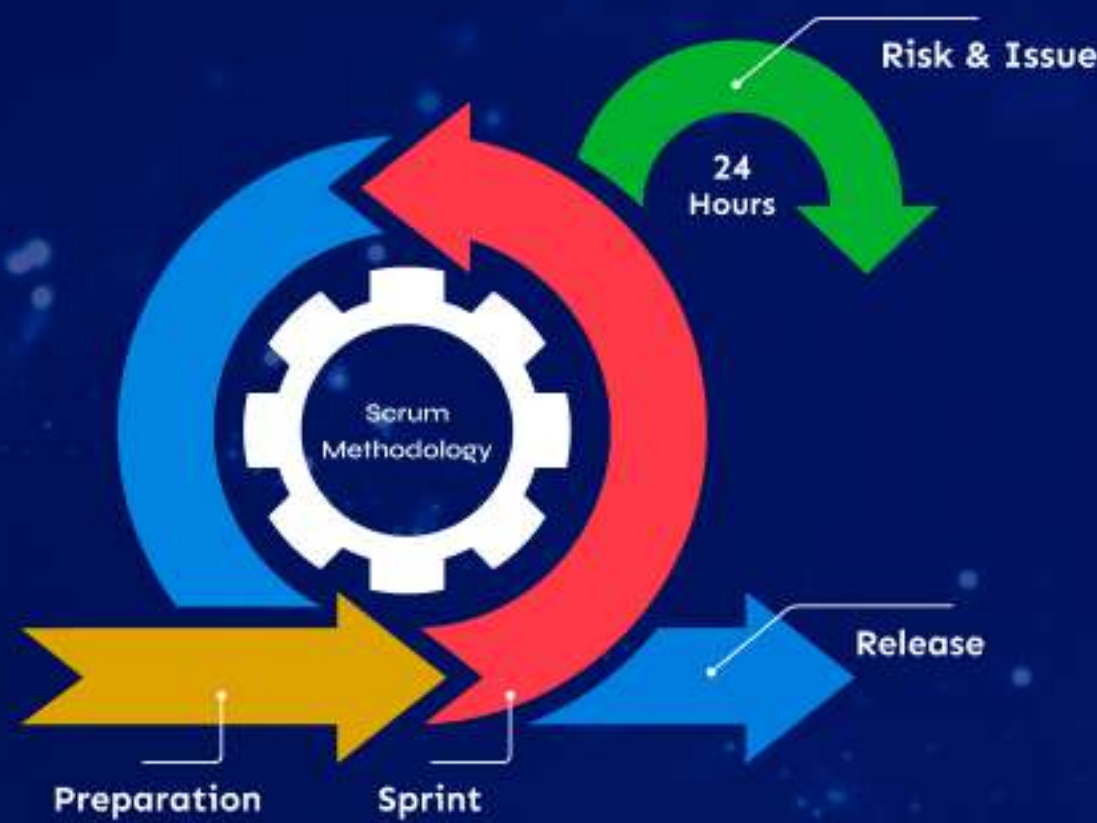 Risk & Issue
24
Hours
Scrum
Methodology
Release
Preparation
Sprint